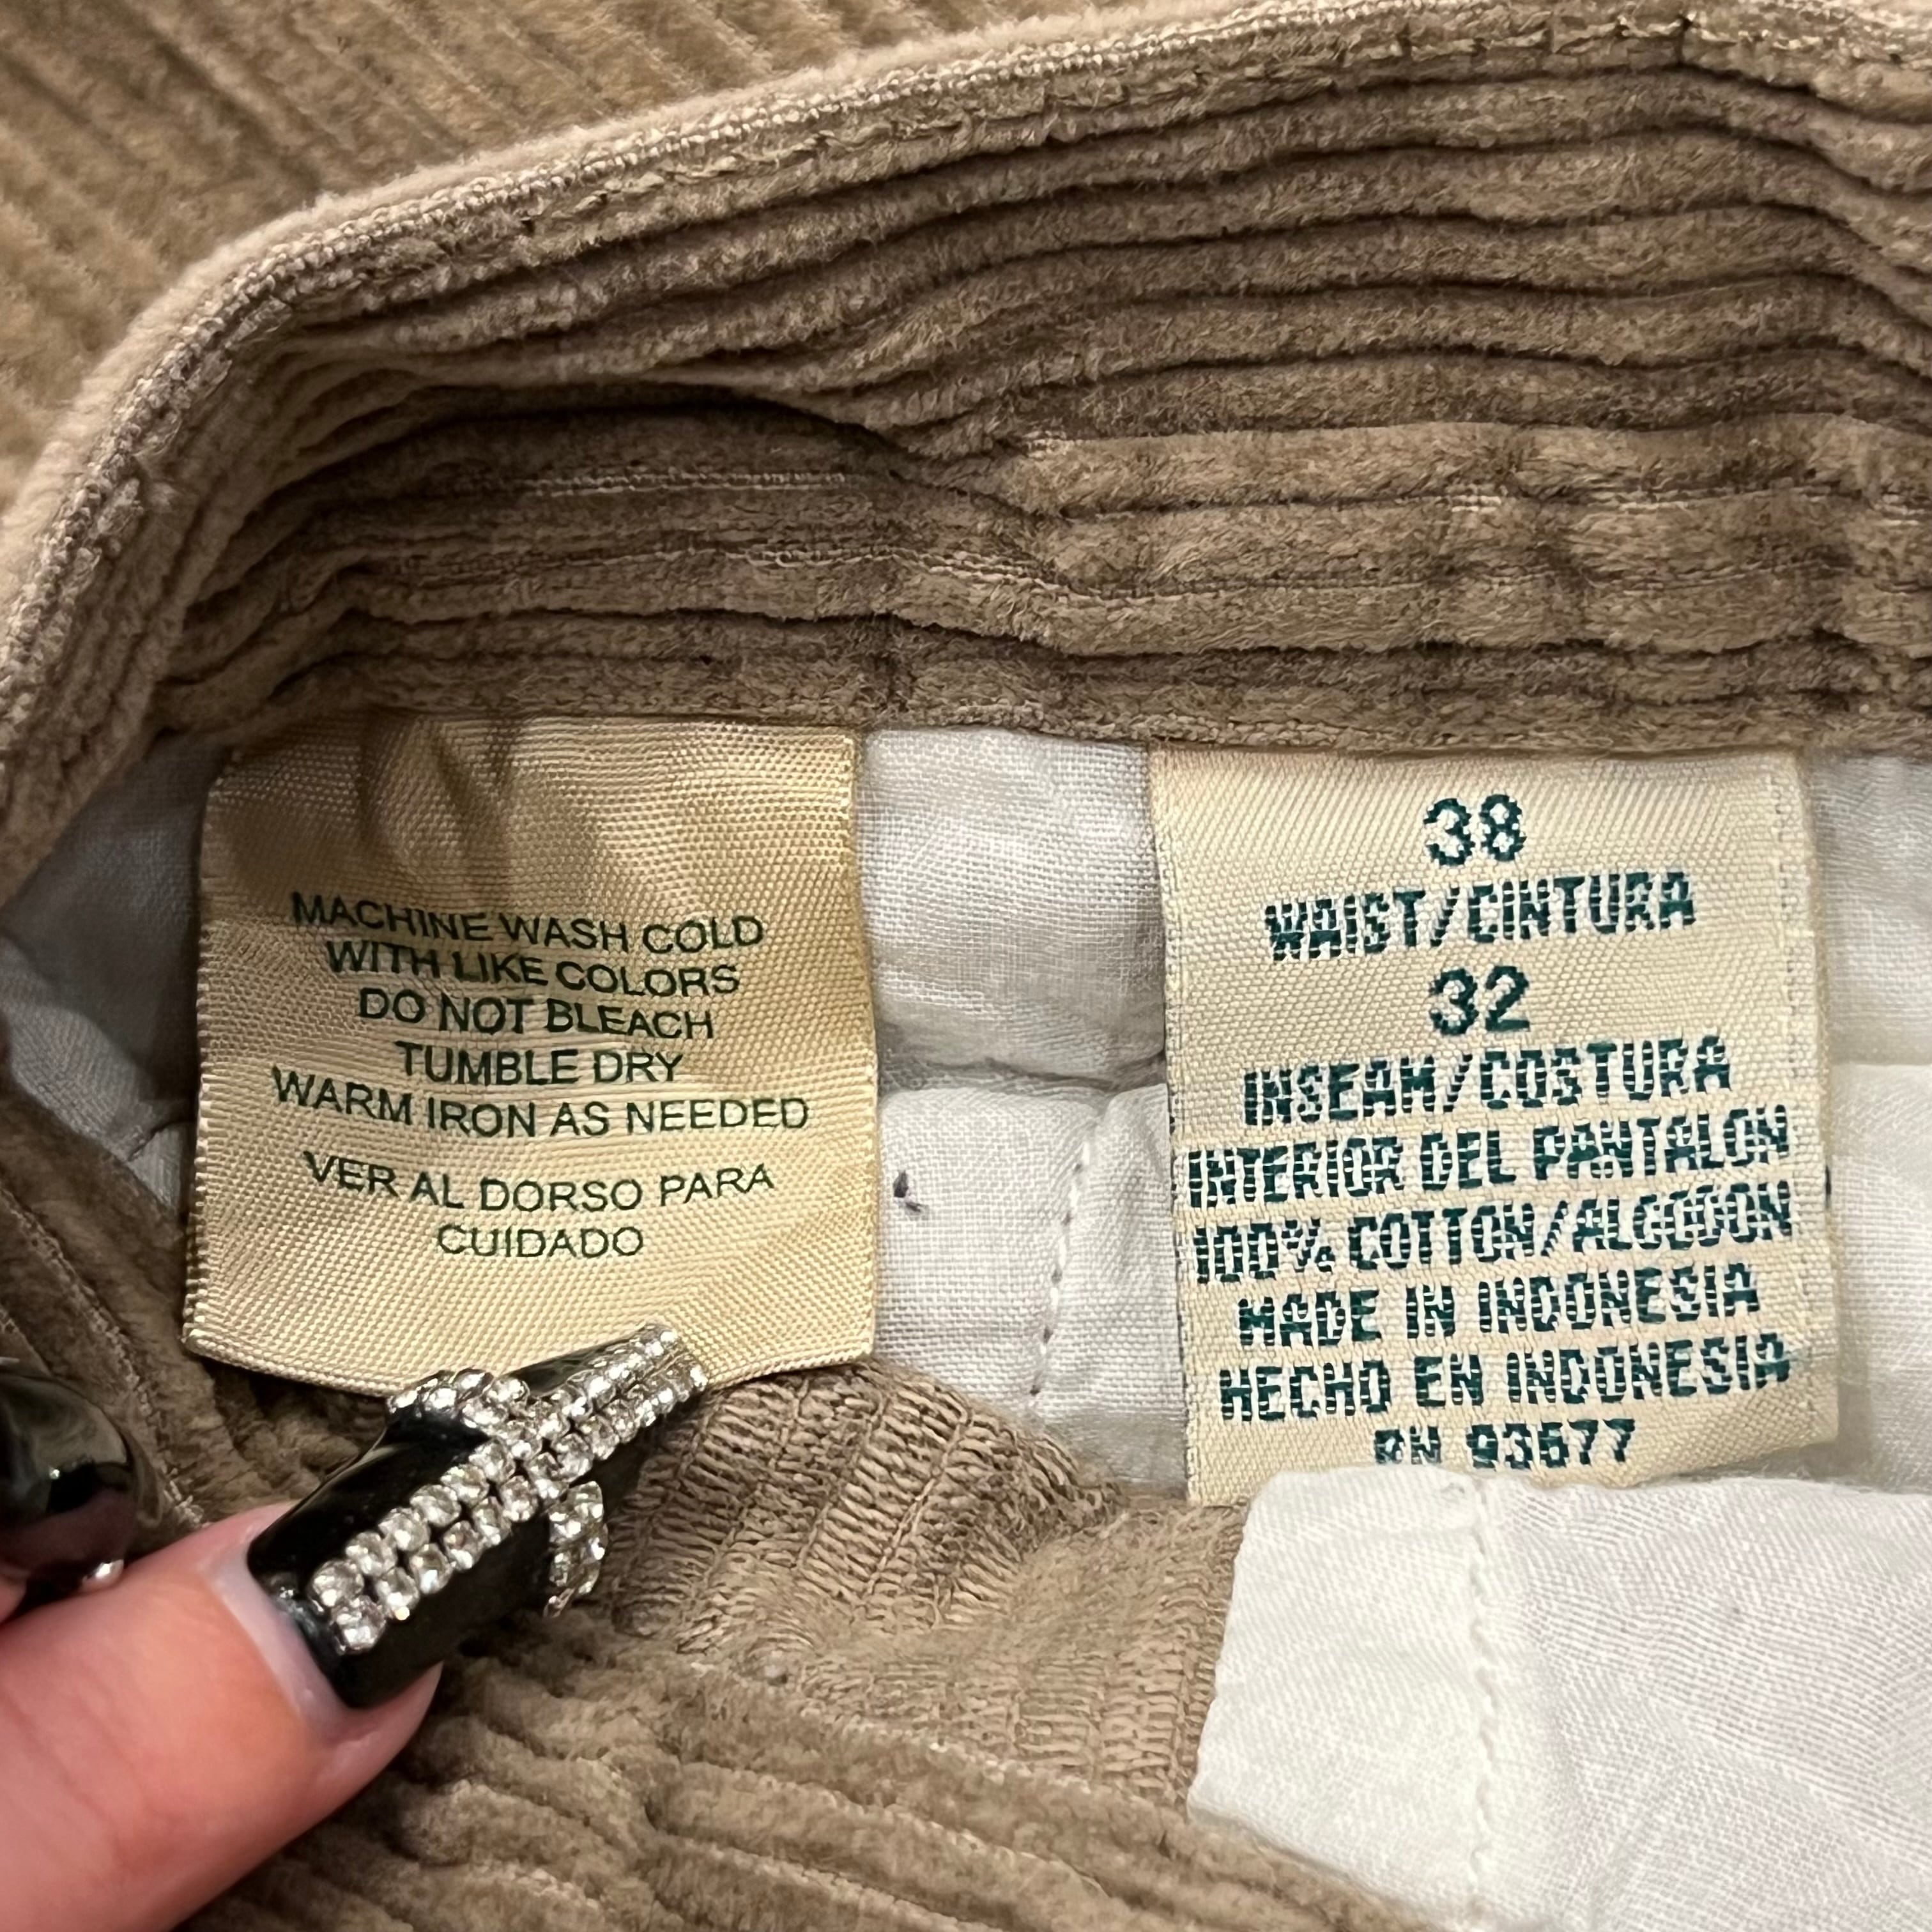 MACHINE WASH COLD
WITH LIKE COLORS
DO NOT BLEACH
TUMBLE DRY
WARM IRON AS NEEDED
VER AL DORSO PARA
CUIDADO
38
WAIST/CINTURA
32
INSEAM/COSTURA
INTERIOR DEL PANTALON
100% COTTON/ALGODON
MADE IN INDONESIA
HECHO EN INDONESIA
RN 93677